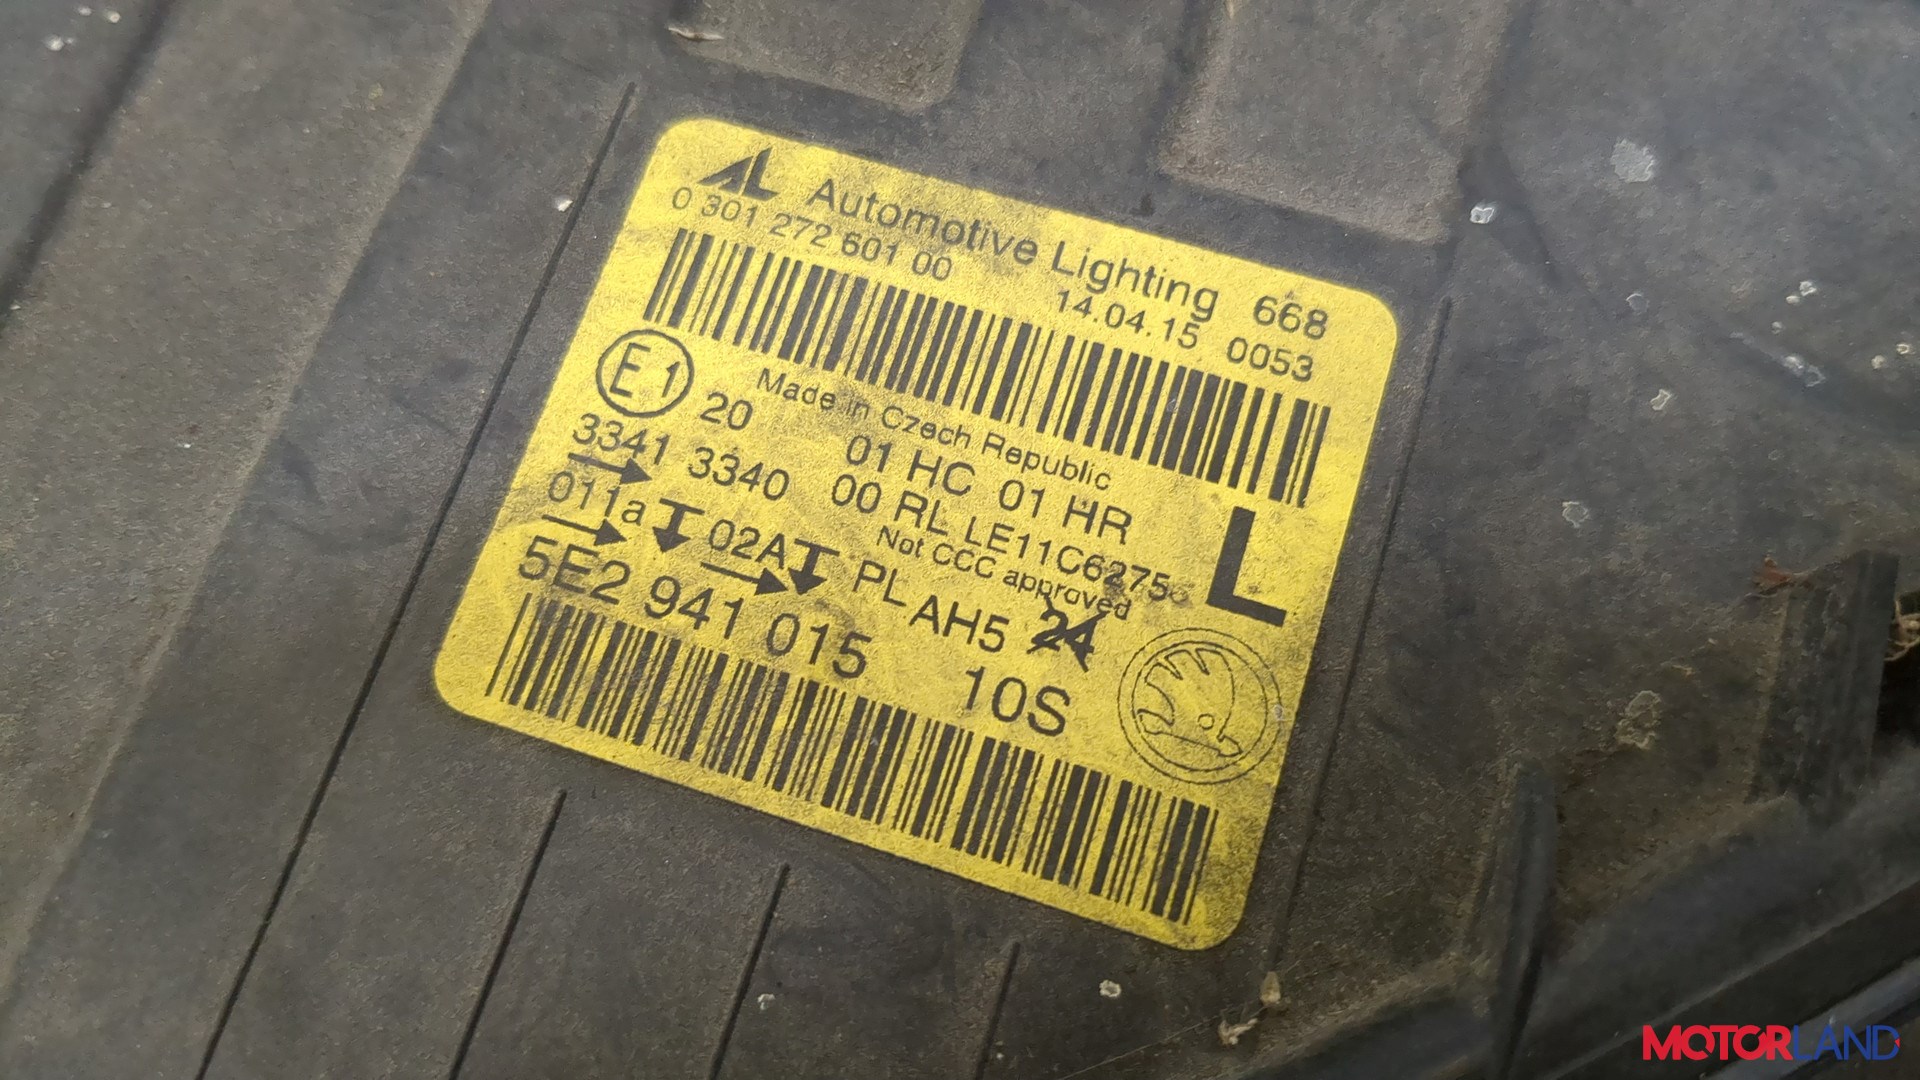 AL Automotive Lighting 668
0 301 272 601 00 14.04.15 0053
Made in Czech Republic
E1 20 01 HC 01 HR
3341 3340 00 RL LE11C6275
Not CCC approved
011a 02A PL AH5 24
L
5E2 941 015 10S
MOTORLAND